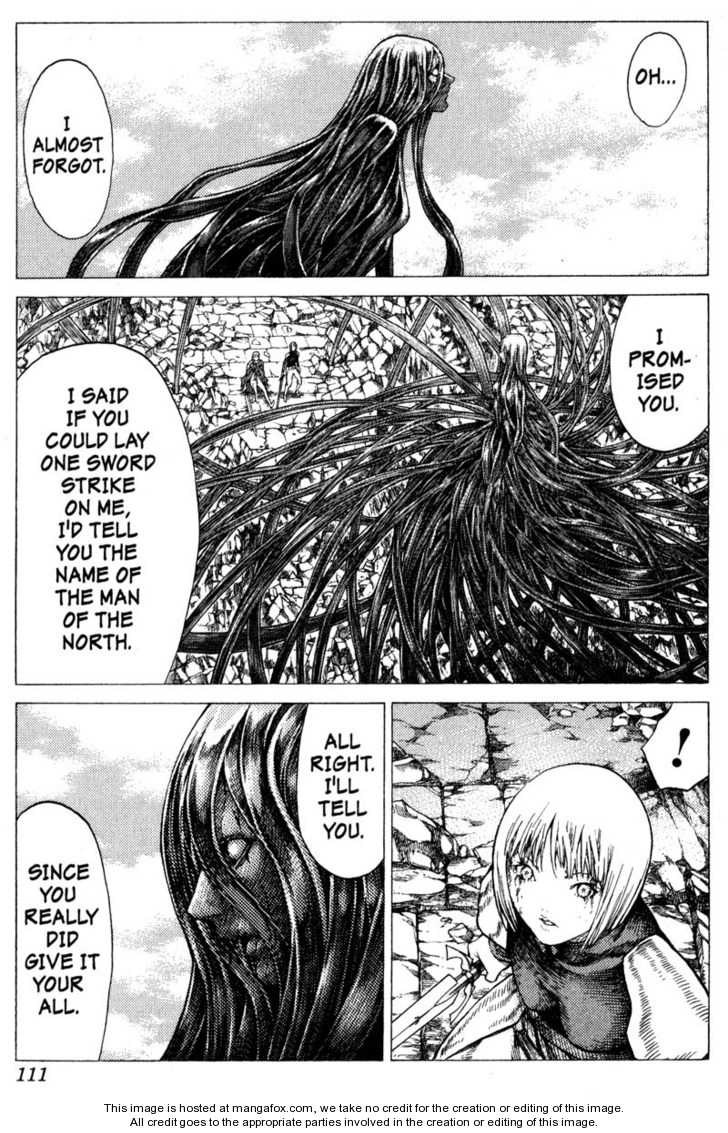 OH...
I
ALMOST
FORGOT.
I
PROM-
ISED
YOU.
I SAID
IF YOU
COULD LAY
ONE SWORD
STRIKE
ON ME,
I'D TELL
YOU THE
NAME OF
THE MAN
OF THE
NORTH.
!
ALL
RIGHT.
I'LL
TELL
YOU.
SINCE
YOU
REALLY
DID
GIVE IT
YOUR
ALL.
111
This image is hosted at mangafox.com, we take no credit for the creation or editing of this image.
All credit goes to the appropriate parties involved in the creation or editing of this image.